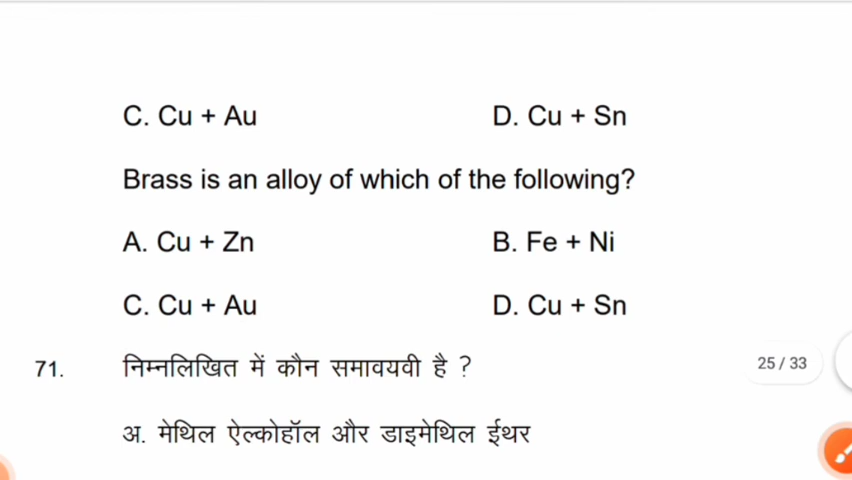 C. Cu + Au D. Cu + Sn
Brass is an alloy of which of the following?
A. Cu + Zn B. Fe + Ni
C. Cu + Au D. Cu + Sn
71. निम्नलिखित में कौन समावयवी है ?
25 / 33
अ. मेथिल ऐल्कोहॉल और डाइमेथिल ईथर